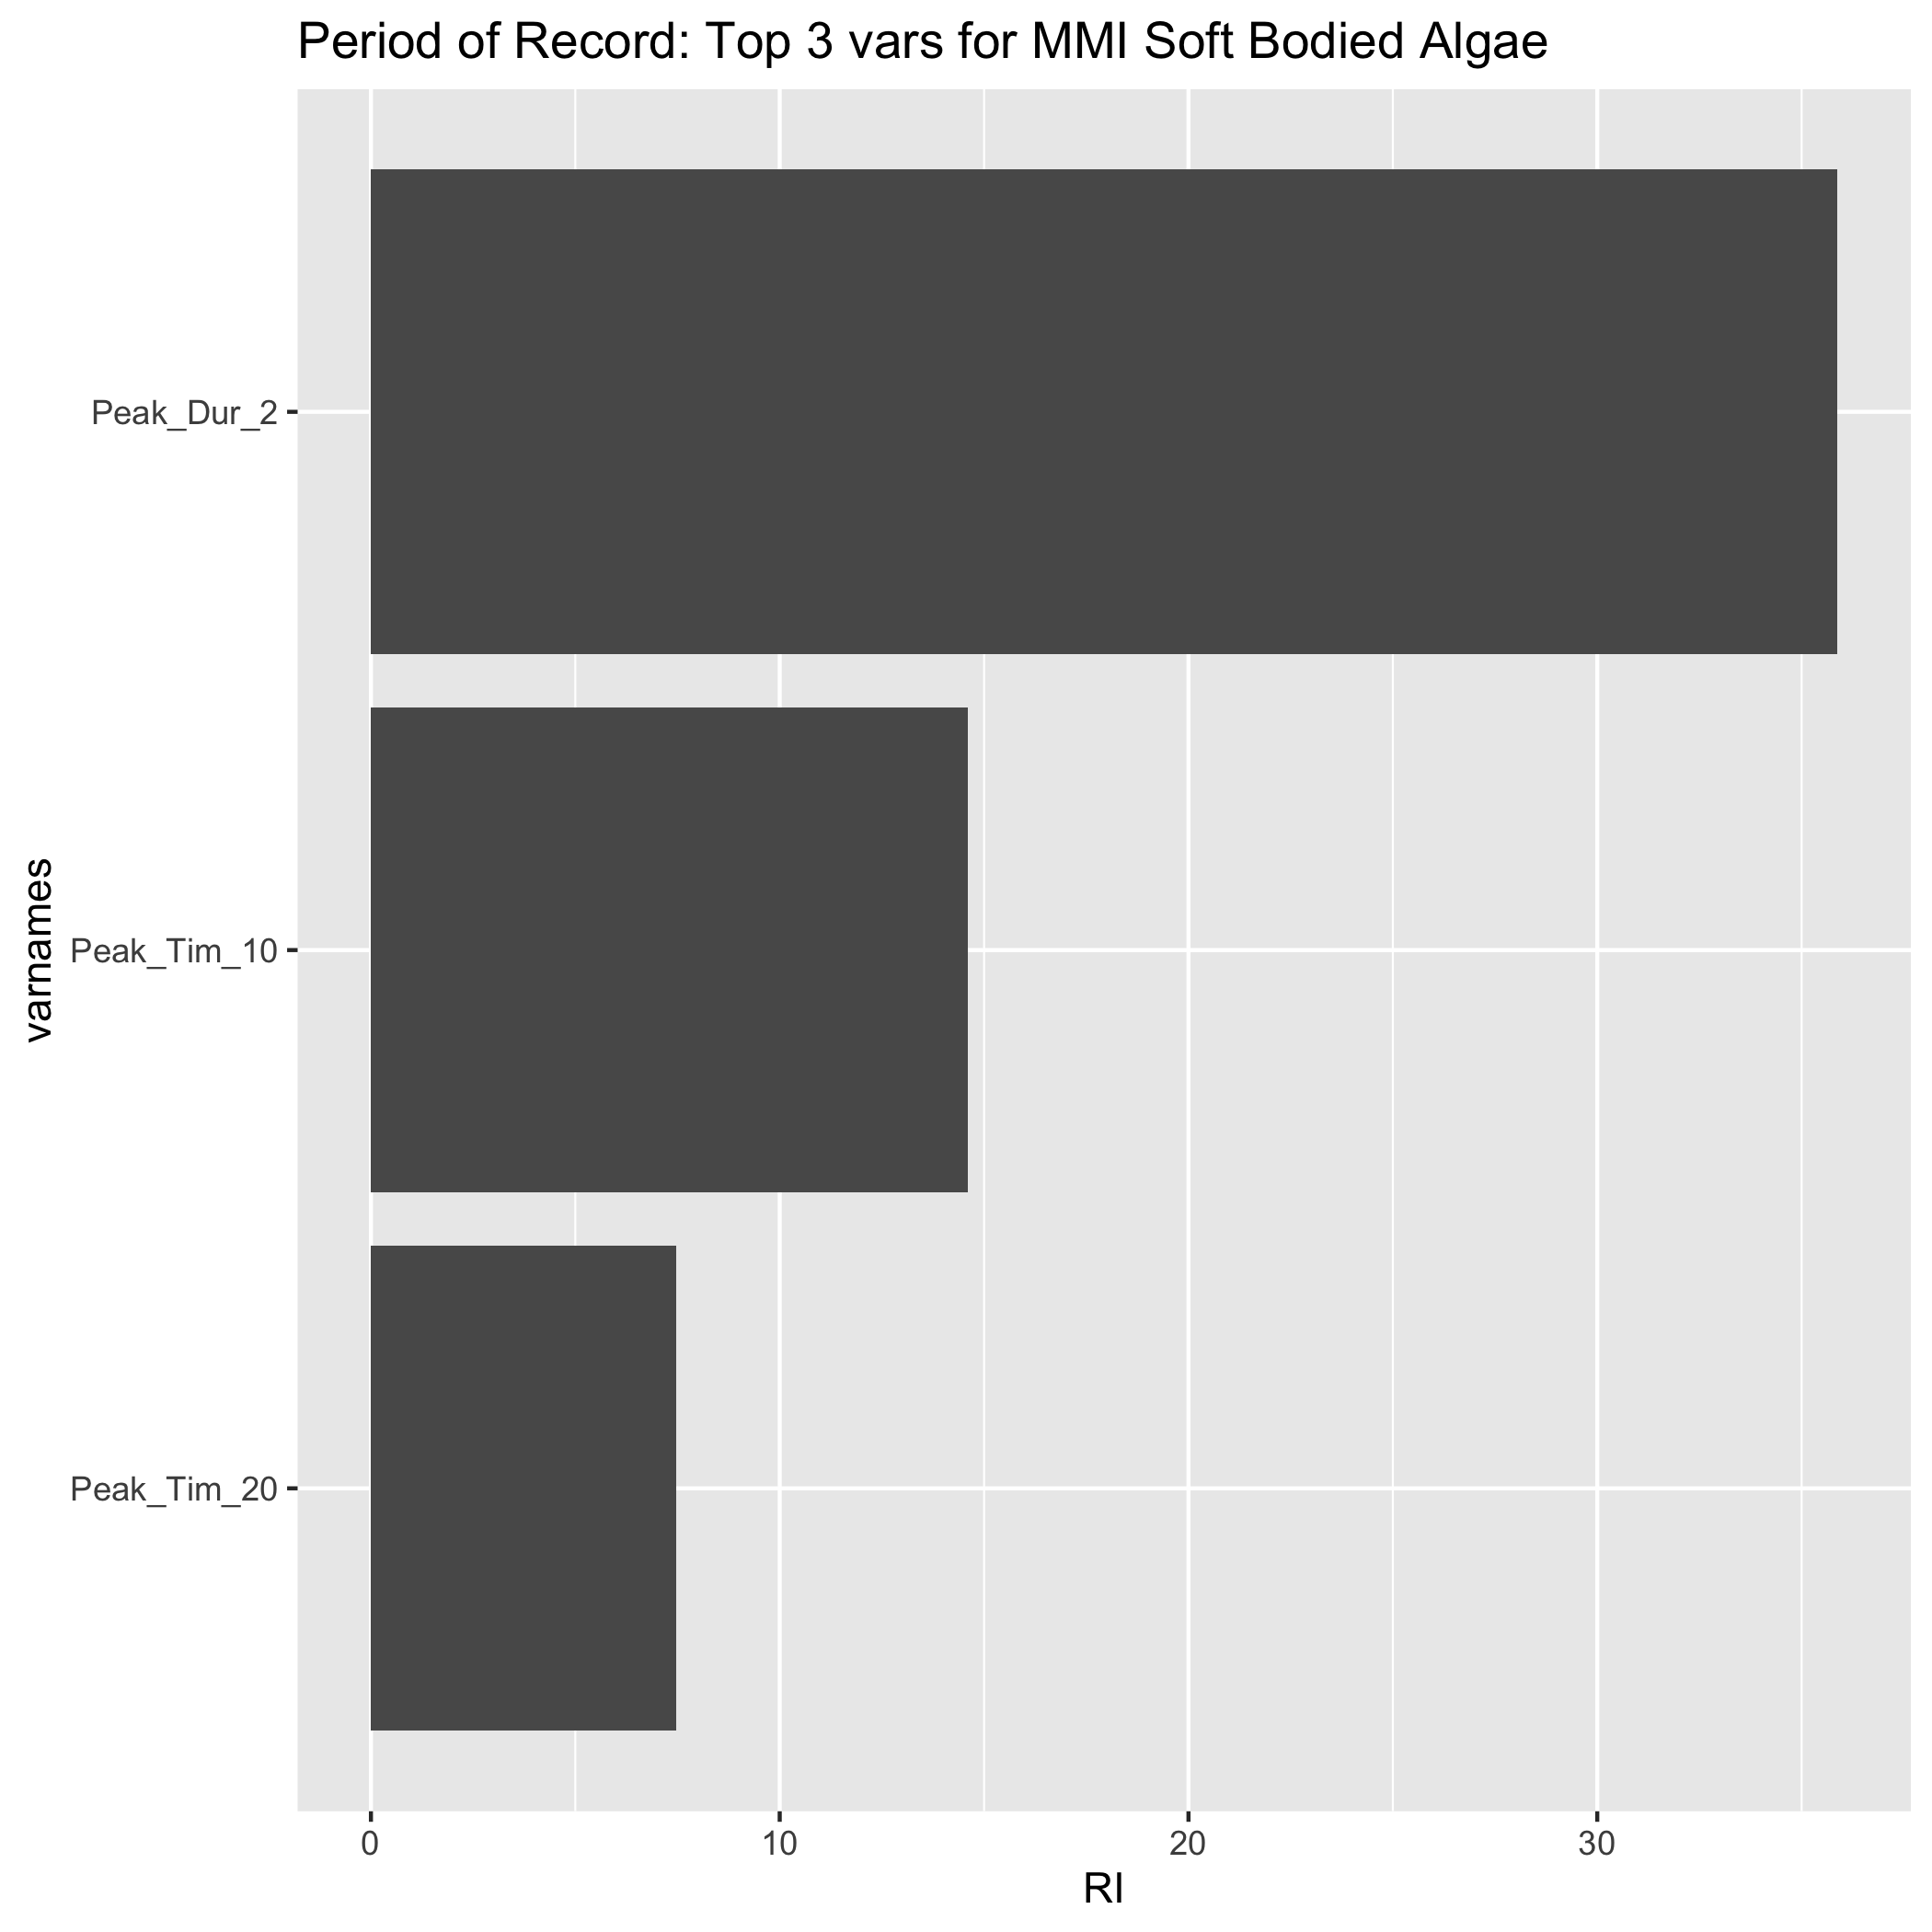 Period of Record: Top 3 vars for MMI Soft Bodied Algae
varnames
Peak_Dur_2
Peak_Tim_10
Peak_Tim_20
0 10 20 30
RI